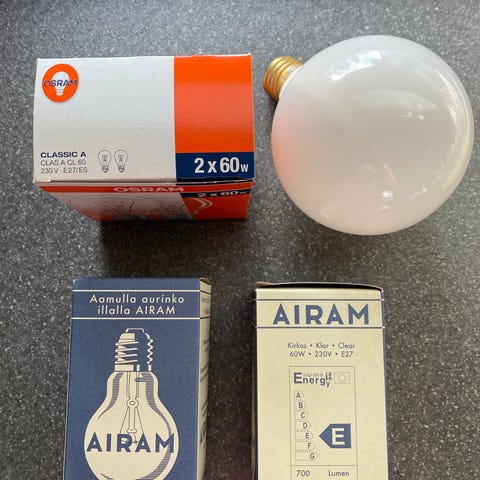 OSRAM
CLASSIC A
CLAS A CL 60
230 V · E27/ES
2 x 60W
OSRAM
2 x 60W
Aamulla aurinko
illalla AIRAM
AIRAM
AIRAM
Kirkas • Klar • Clear
60W • 230V • E27
Energy
A
B
C
D
E
F
G
E
700 Lumen